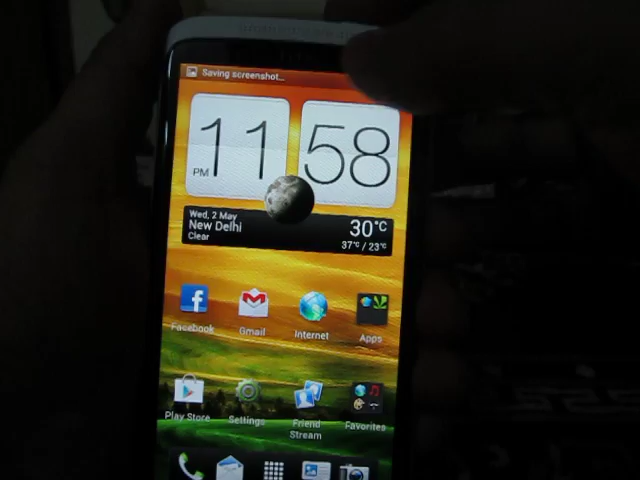 Saving screenshot...
11 58
PM
Wed, 2 May
New Delhi
Clear
30°C
37°C / 23°C
Facebook Gmail Internet Apps
Play Store Settings Friend Stream Favorites